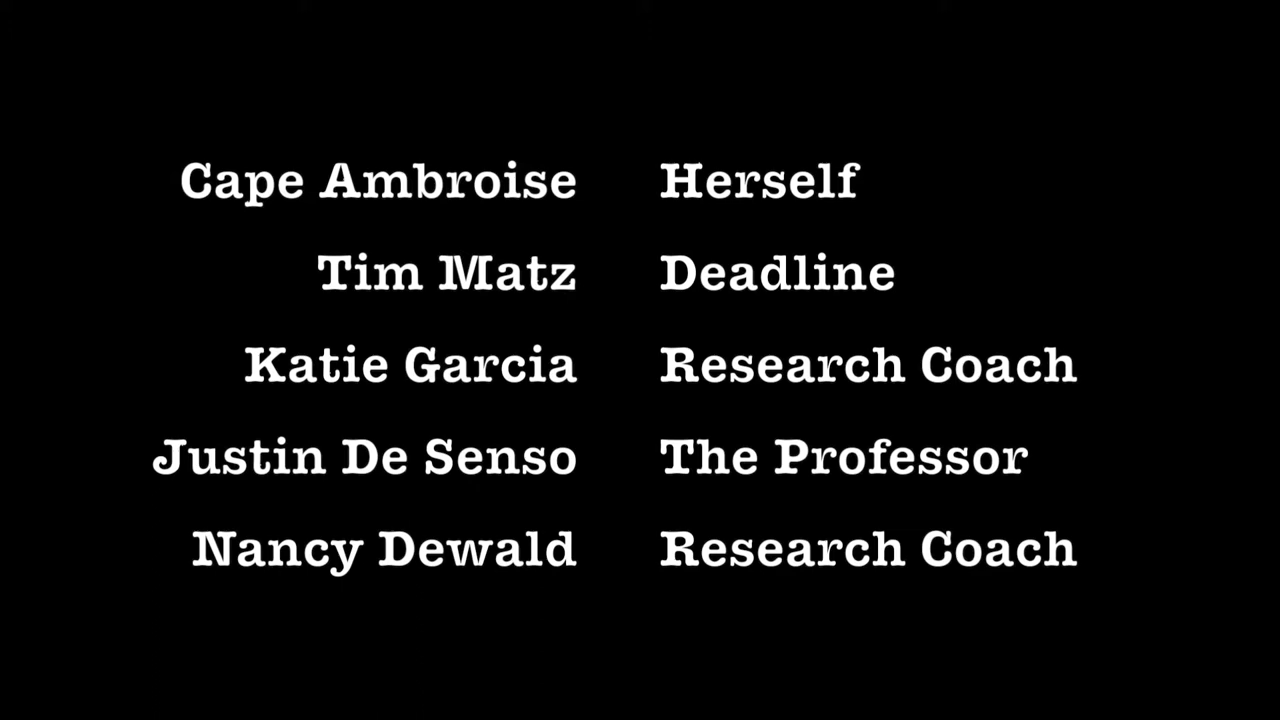 Cape Ambroise Herself
Tim Matz Deadline
Katie Garcia Research Coach
Justin De Senso The Professor
Nancy Dewald Research Coach